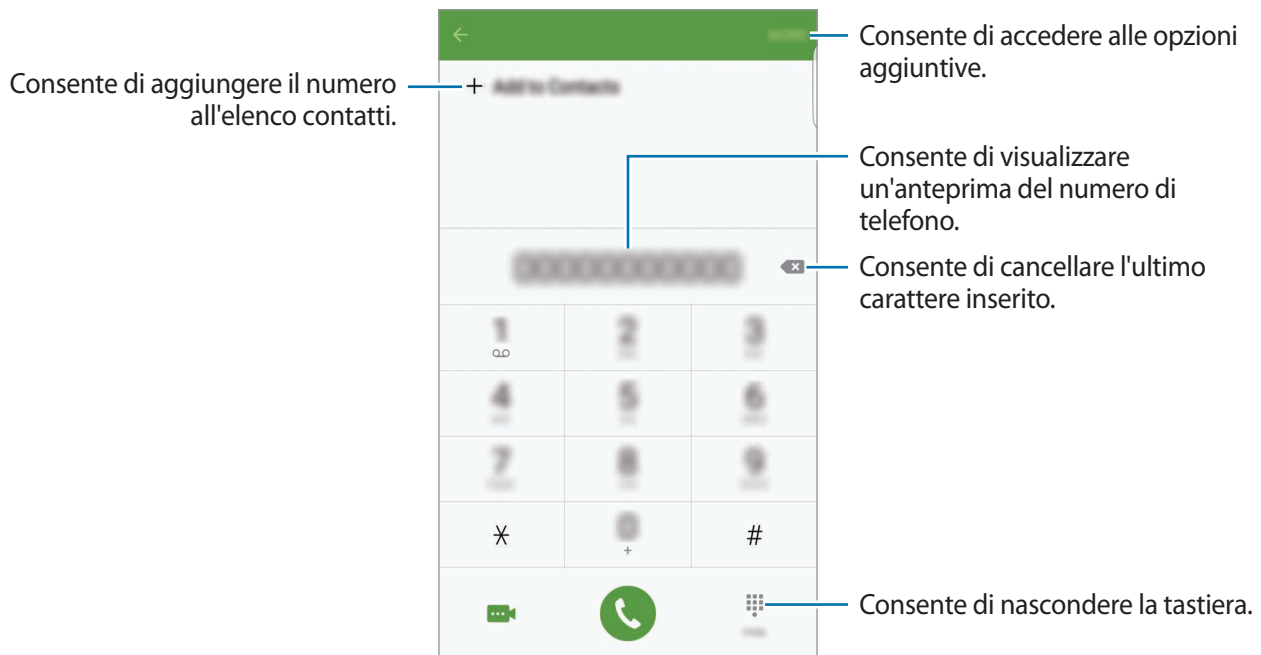 Consente di accedere alle opzioni
aggiuntive.
Consente di aggiungere il numero
all'elenco contatti.
Add to Contacts
Consente di visualizzare
un'anteprima del numero di
telefono.
Consente di cancellare l'ultimo
carattere inserito.
1 2 3
4 5 6
7 8 9
* 0 #
+
Consente di nascondere la tastiera.